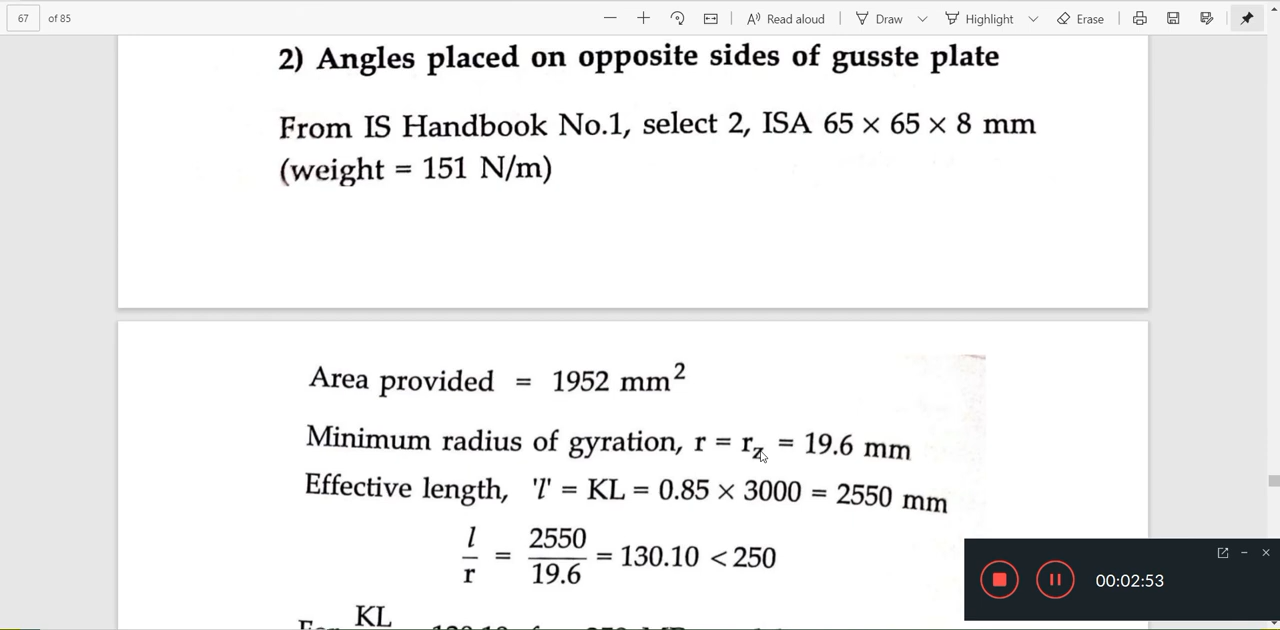 67 of 85 Read aloud Draw Highlight Erase
2) Angles placed on opposite sides of gusste plate
From IS Handbook No.1, select 2, ISA 65 × 65 × 8 mm
(weight = 151 N/m)
Area provided = 1952 mm²
Minimum radius of gyration, r = r_z = 19.6 mm
Effective length, 'l' = KL = 0.85 × 3000 = 2550 mm
l/r = 2550/19.6 = 130.10 < 250
KL
00:02:53